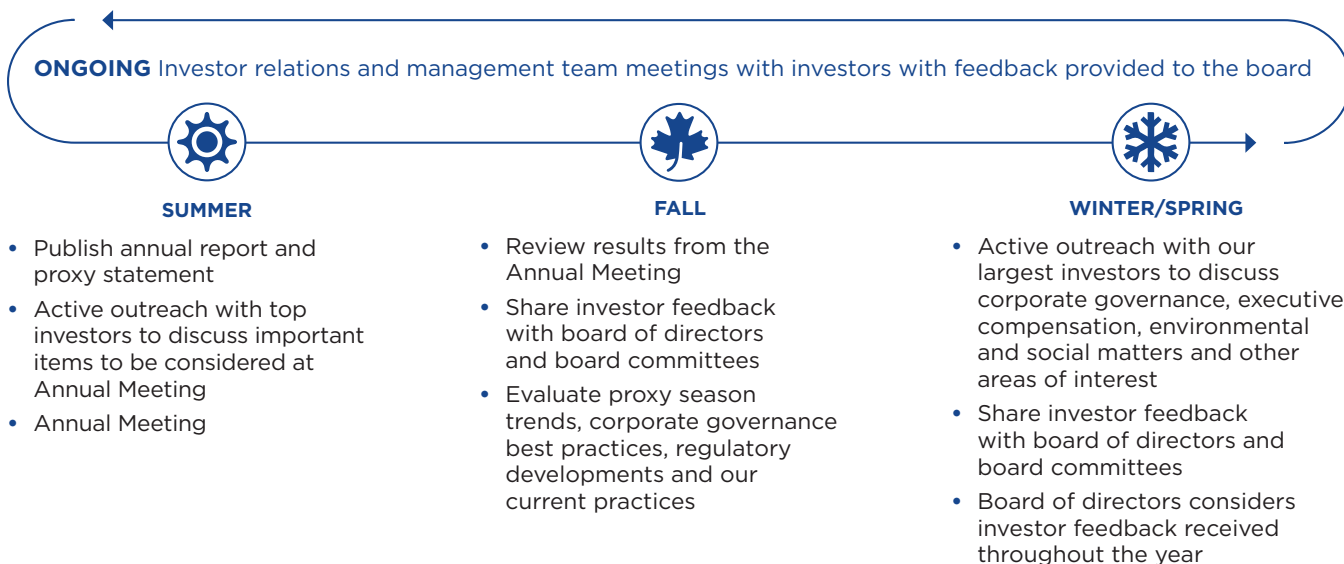 ONGOING Investor relations and management team meetings with investors with feedback provided to the board
SUMMER
• Publish annual report and
proxy statement
• Active outreach with top
investors to discuss important
items to be considered at
Annual Meeting
• Annual Meeting
FALL
• Review results from the
Annual Meeting
• Share investor feedback
with board of directors
and board committees
• Evaluate proxy season
trends, corporate governance
best practices, regulatory
developments and our
current practices
WINTER/SPRING
• Active outreach with our
largest investors to discuss
corporate governance, executive
compensation, environmental
and social matters and other
areas of interest
• Share investor feedback
with board of directors and
board committees
• Board of directors considers
investor feedback received
throughout the year